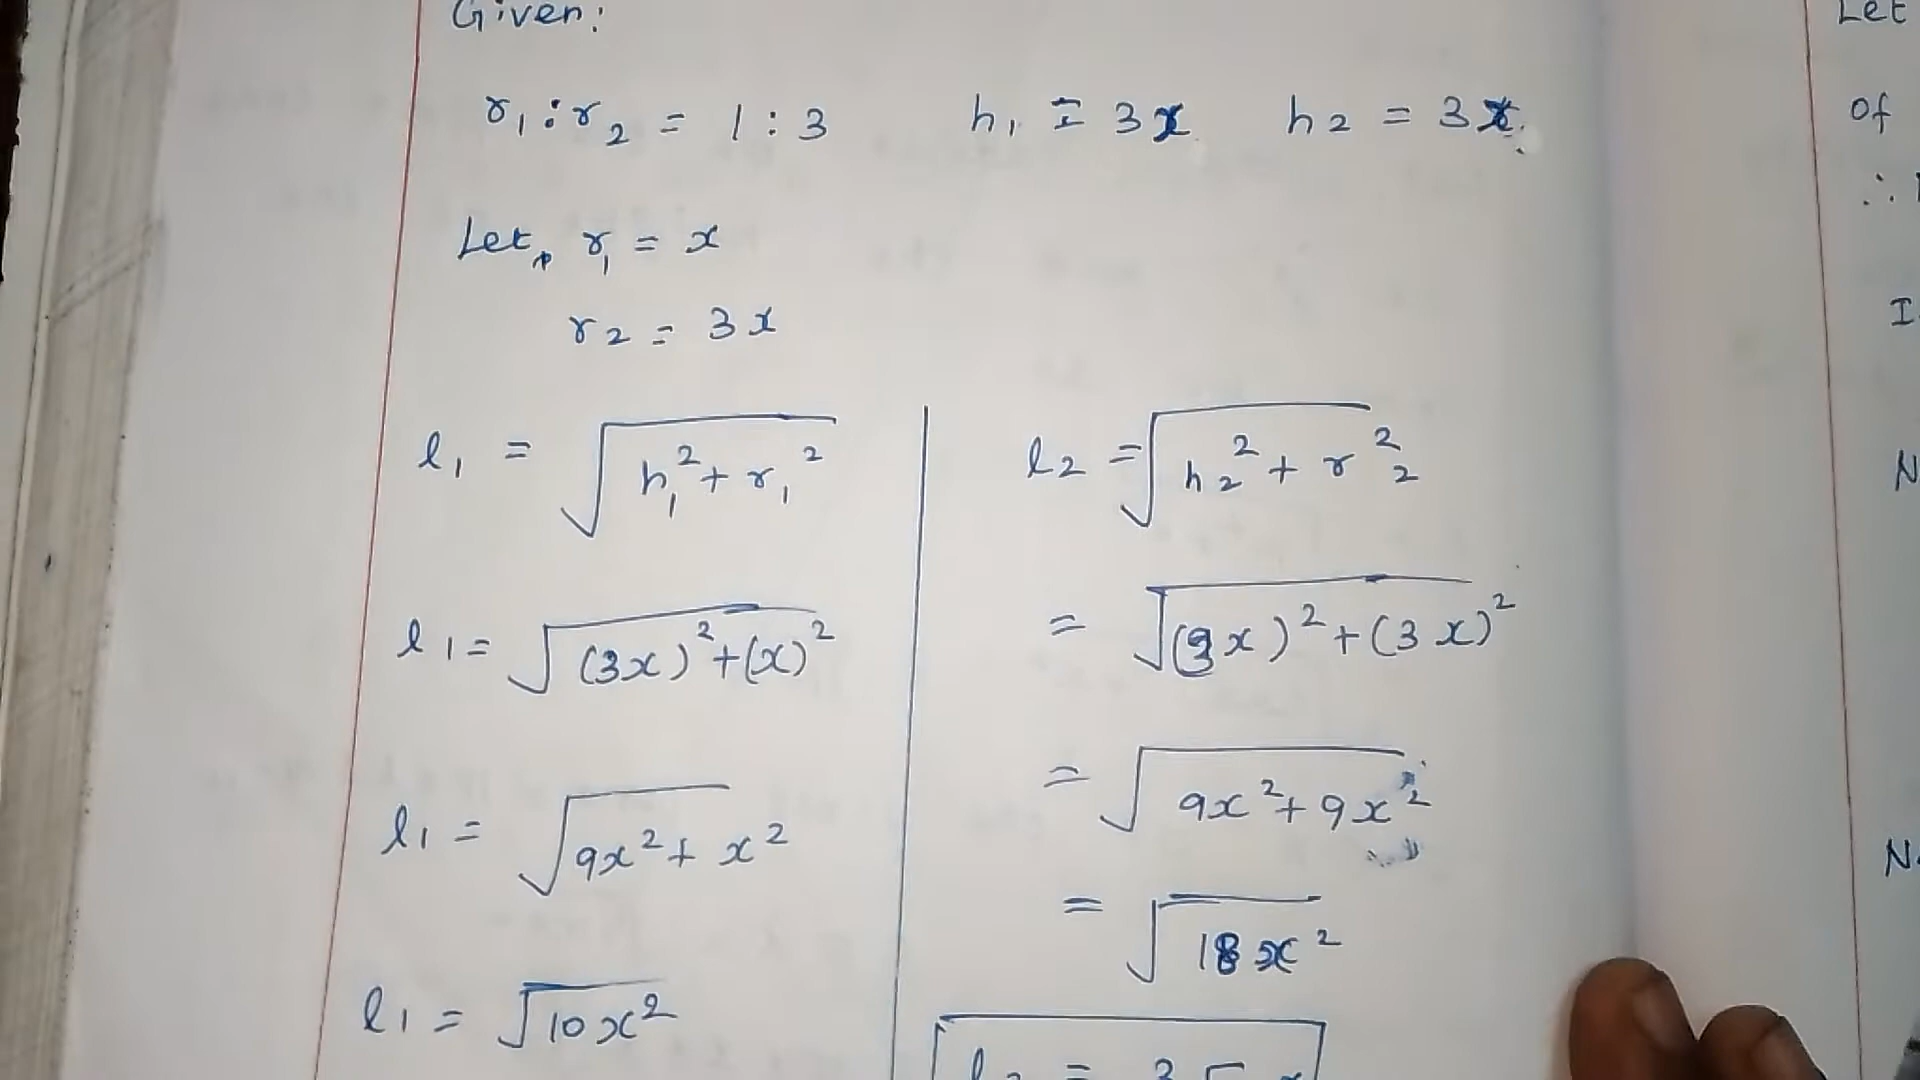 Given:
r₁ : r₂ = 1 : 3 h₁ = 3x h₂ = 3x
Let, r₁ = x
r₂ = 3x
l₁ = √(h₁² + r₁²)
l₁ = √((3x)² + (x)²)
l₁ = √(9x² + x²)
l₁ = √(10x²)
l₂ = √(h₂² + r₂²)
= √((3x)² + (3x)²)
= √(9x² + 9x²)
= √(18x²)
Let
of
∴